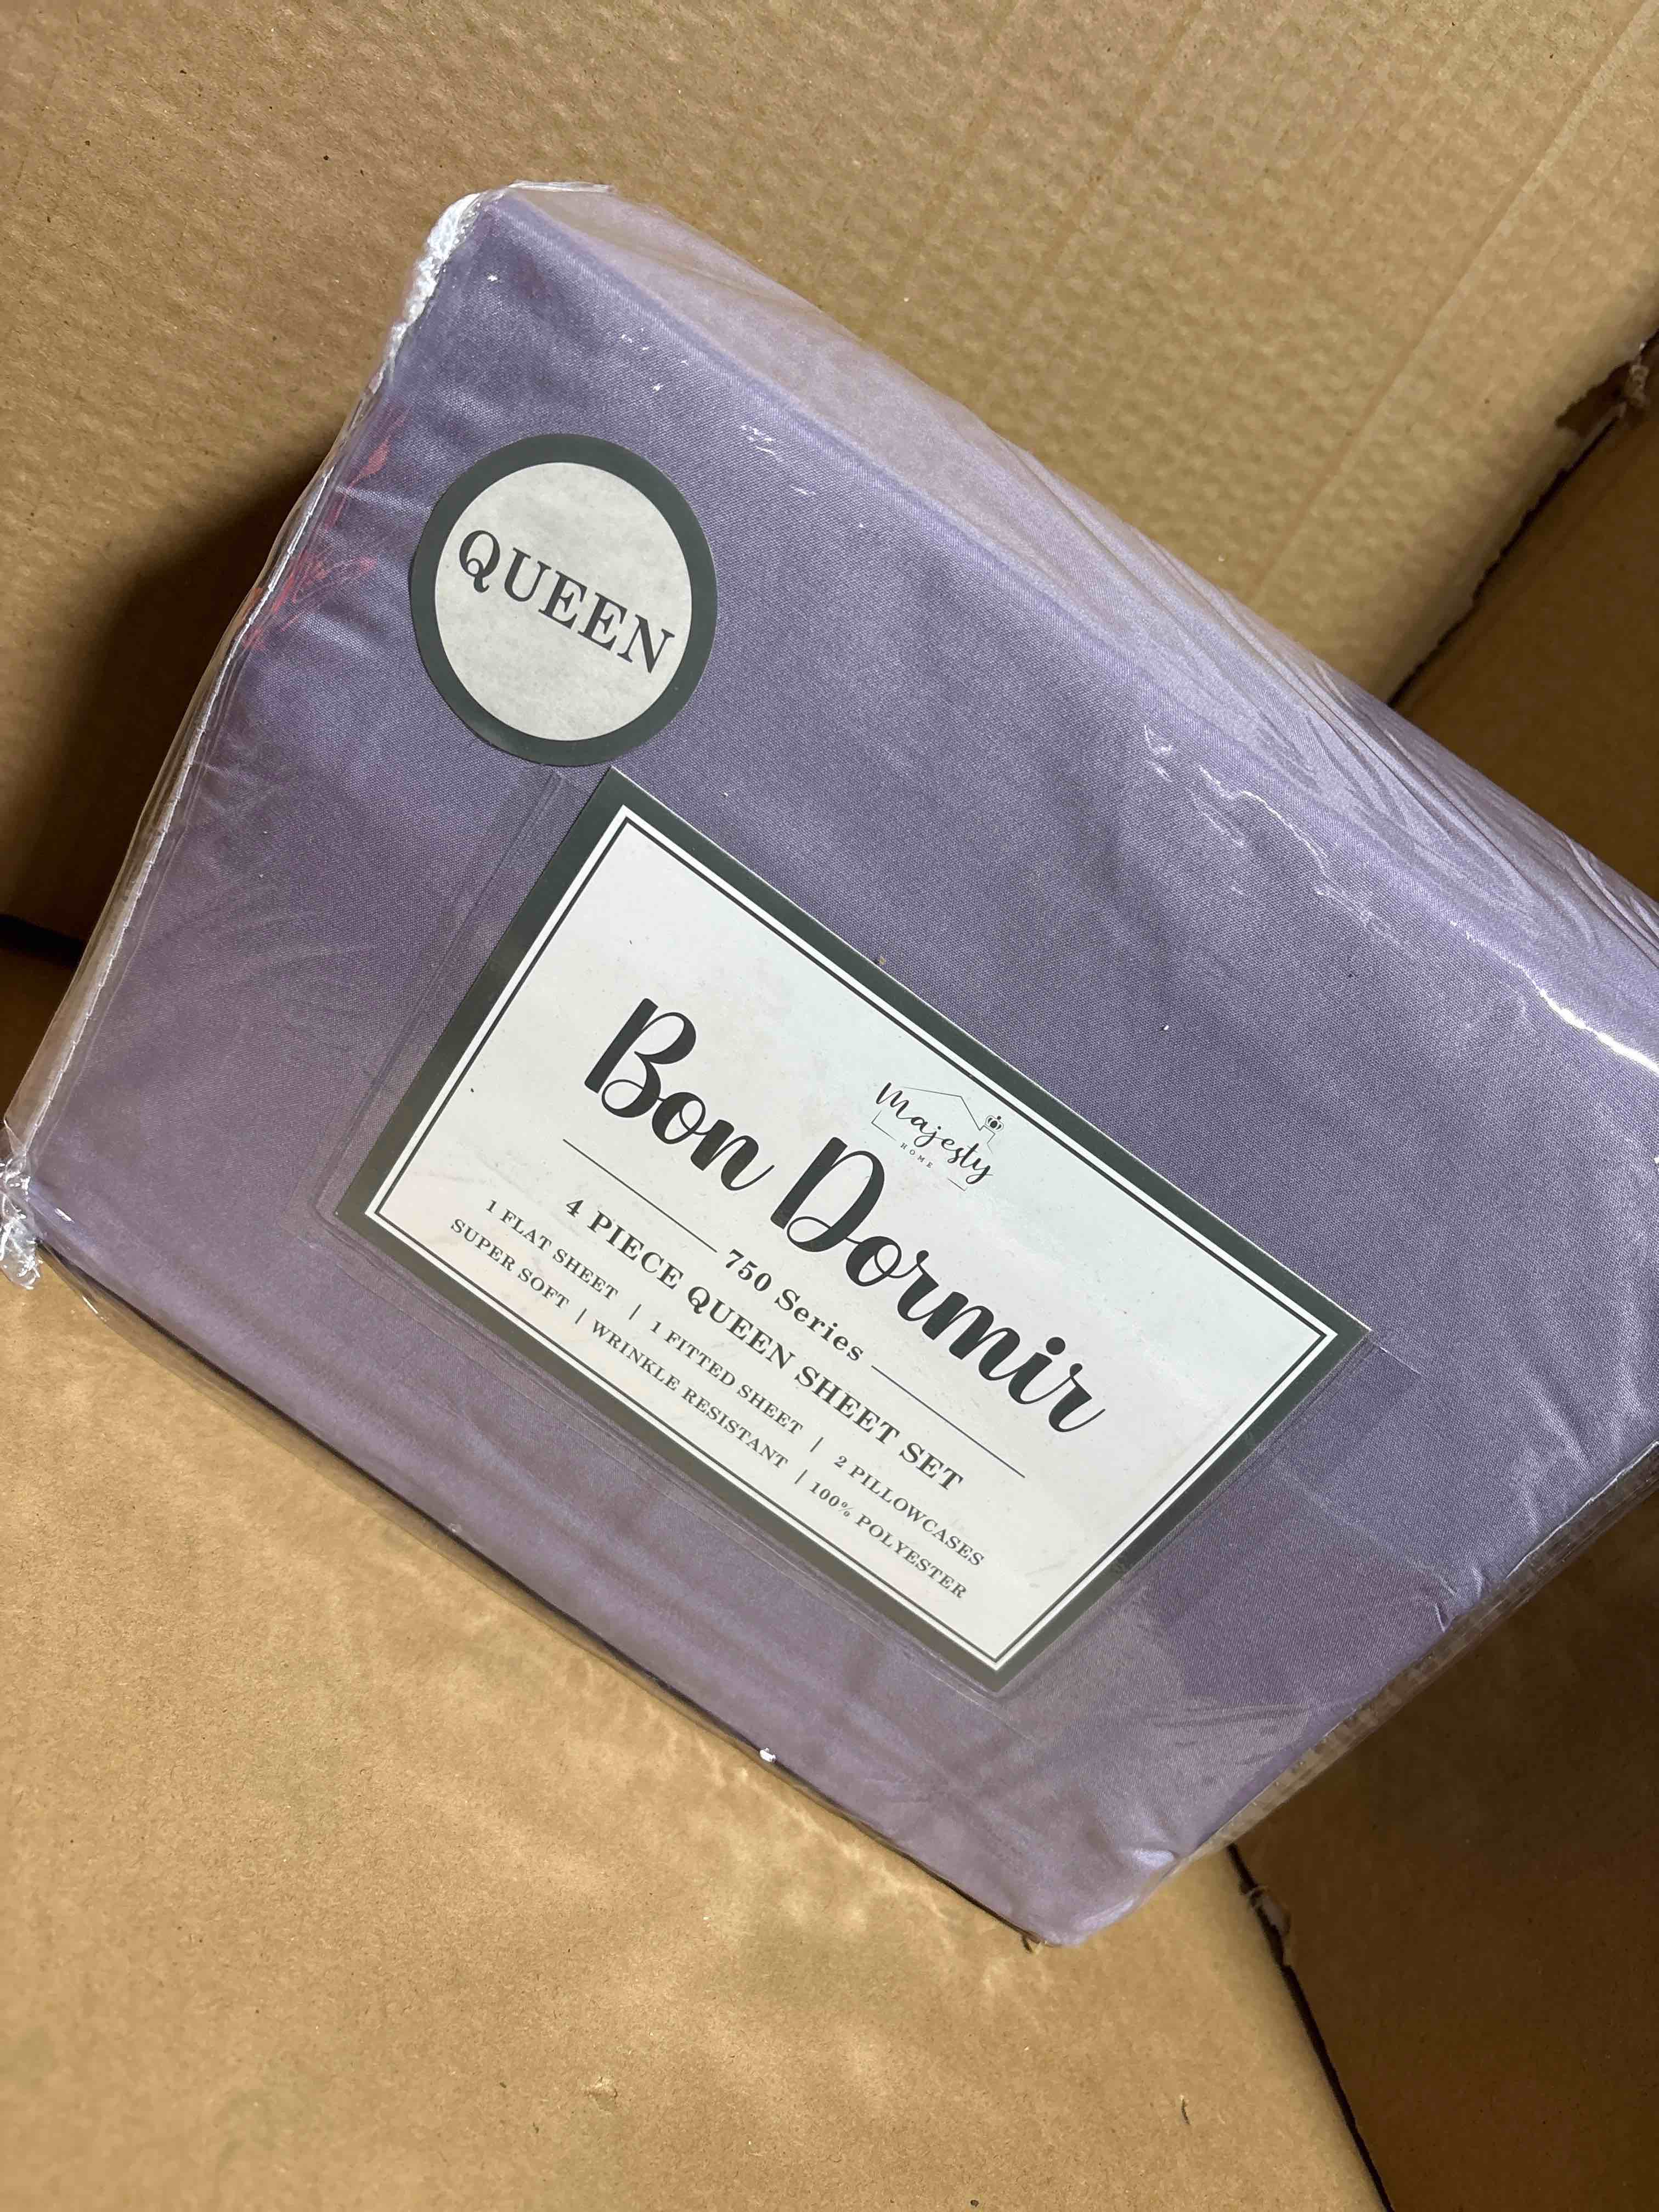 QUEEN
Majesty
HOME
Bon Dormir
750 Series
4 PIECE QUEEN SHEET SET
1 FLAT SHEET | 1 FITTED SHEET | 2 PILLOWCASES
SUPER SOFT | WRINKLE RESISTANT | 100% POLYESTER